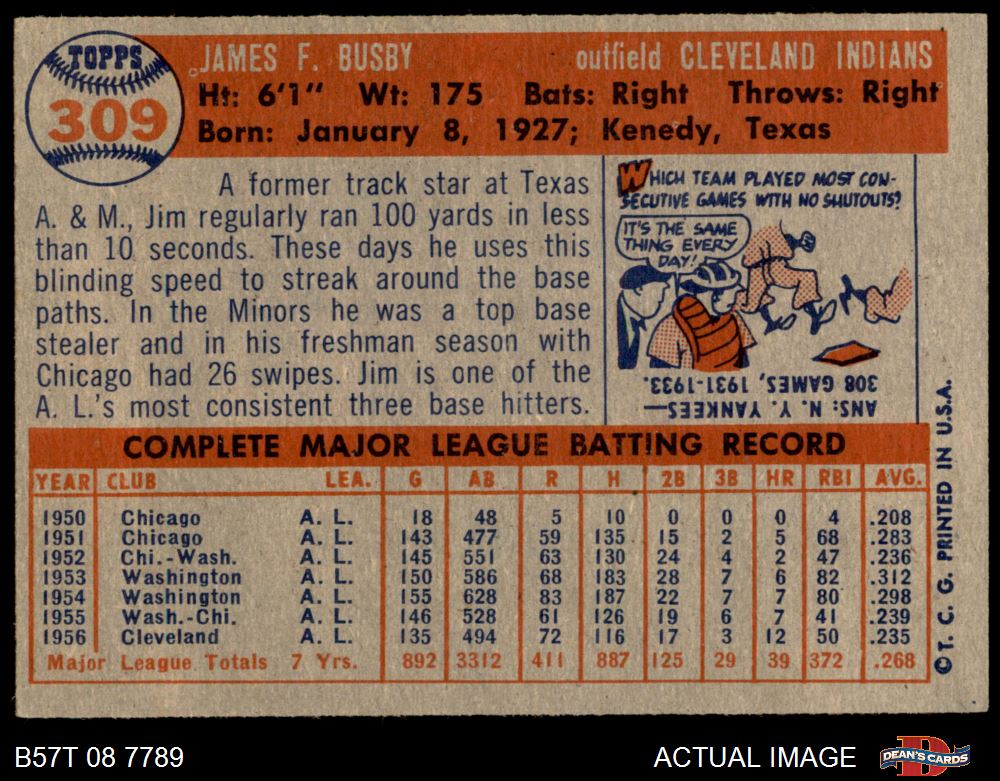 TOPPS
309
JAMES F. BUSBY outfield CLEVELAND INDIANS
Ht: 6'1" Wt: 175 Bats: Right Throws: Right
Born: January 8, 1927; Kenedy, Texas
A former track star at Texas
A. & M., Jim regularly ran 100 yards in less
than 10 seconds. These days he uses this
blinding speed to streak around the base
paths. In the Minors he was a top base
stealer and in his freshman season with
Chicago had 26 swipes. Jim is one of the
A. L.'s most consistent three base hitters.
WHICH TEAM PLAYED MOST CON-
SECUTIVE GAMES WITH NO SHUTOUTS?
IT'S THE SAME
THING EVERY
DAY!
ANS: N. Y. YANKEES—
308 GAMES, 1931-1933.
COMPLETE MAJOR LEAGUE BATTING RECORD
YEAR CLUB LEA. G AB R H 2B 3B HR RBI AVG.
1950 Chicago A. L. 18 48 5 10 0 0 0 4 .208
1951 Chicago A. L. 143 477 59 135 15 2 5 68 .283
1952 Chi.-Wash. A. L. 145 551 63 130 24 4 2 47 .236
1953 Washington A. L. 150 586 68 183 28 7 6 82 .312
1954 Washington A. L. 155 628 83 187 22 7 7 80 .298
1955 Wash.-Chi. A. L. 146 528 61 126 19 6 7 41 .239
1956 Cleveland A. L. 135 494 72 116 17 3 12 50 .235
Major League Totals 7 Yrs. 892 3312 411 887 125 29 39 372 .268
©T. C. G. PRINTED IN U.S.A.
B57T 08 7789
ACTUAL IMAGE
DEAN'S CARDS